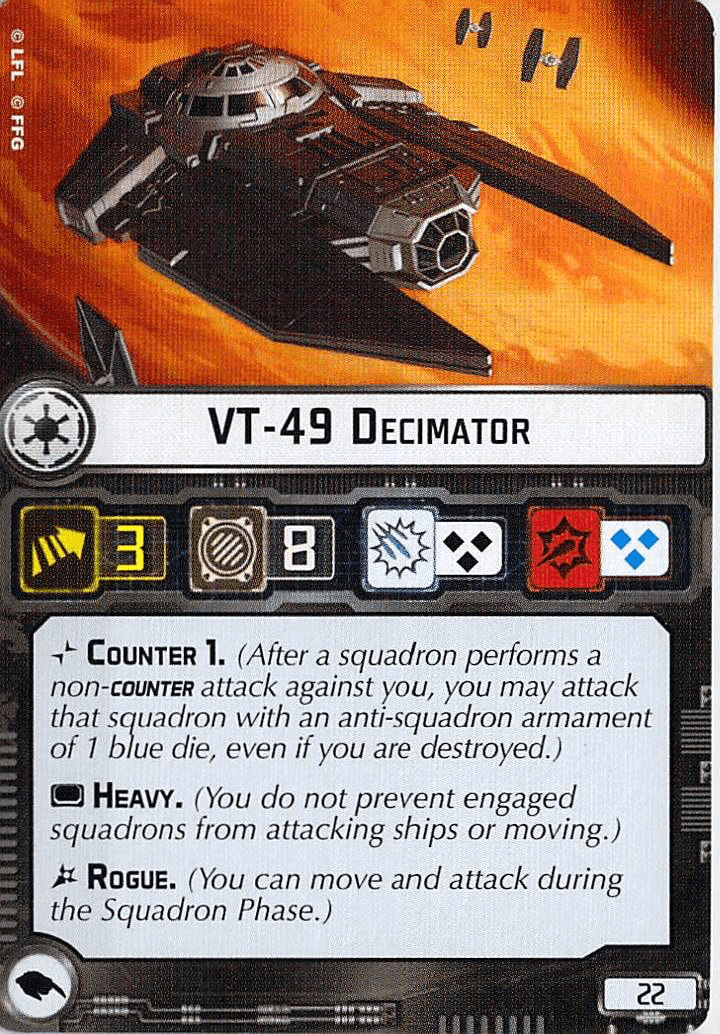 © LFL © FFG
VT-49 DECIMATOR
3 8
✦ COUNTER 1. (After a squadron performs a
non-COUNTER attack against you, you may attack
that squadron with an anti-squadron armament
of 1 blue die, even if you are destroyed.)
HEAVY. (You do not prevent engaged
squadrons from attacking ships or moving.)
ROGUE. (You can move and attack during
the Squadron Phase.)
22